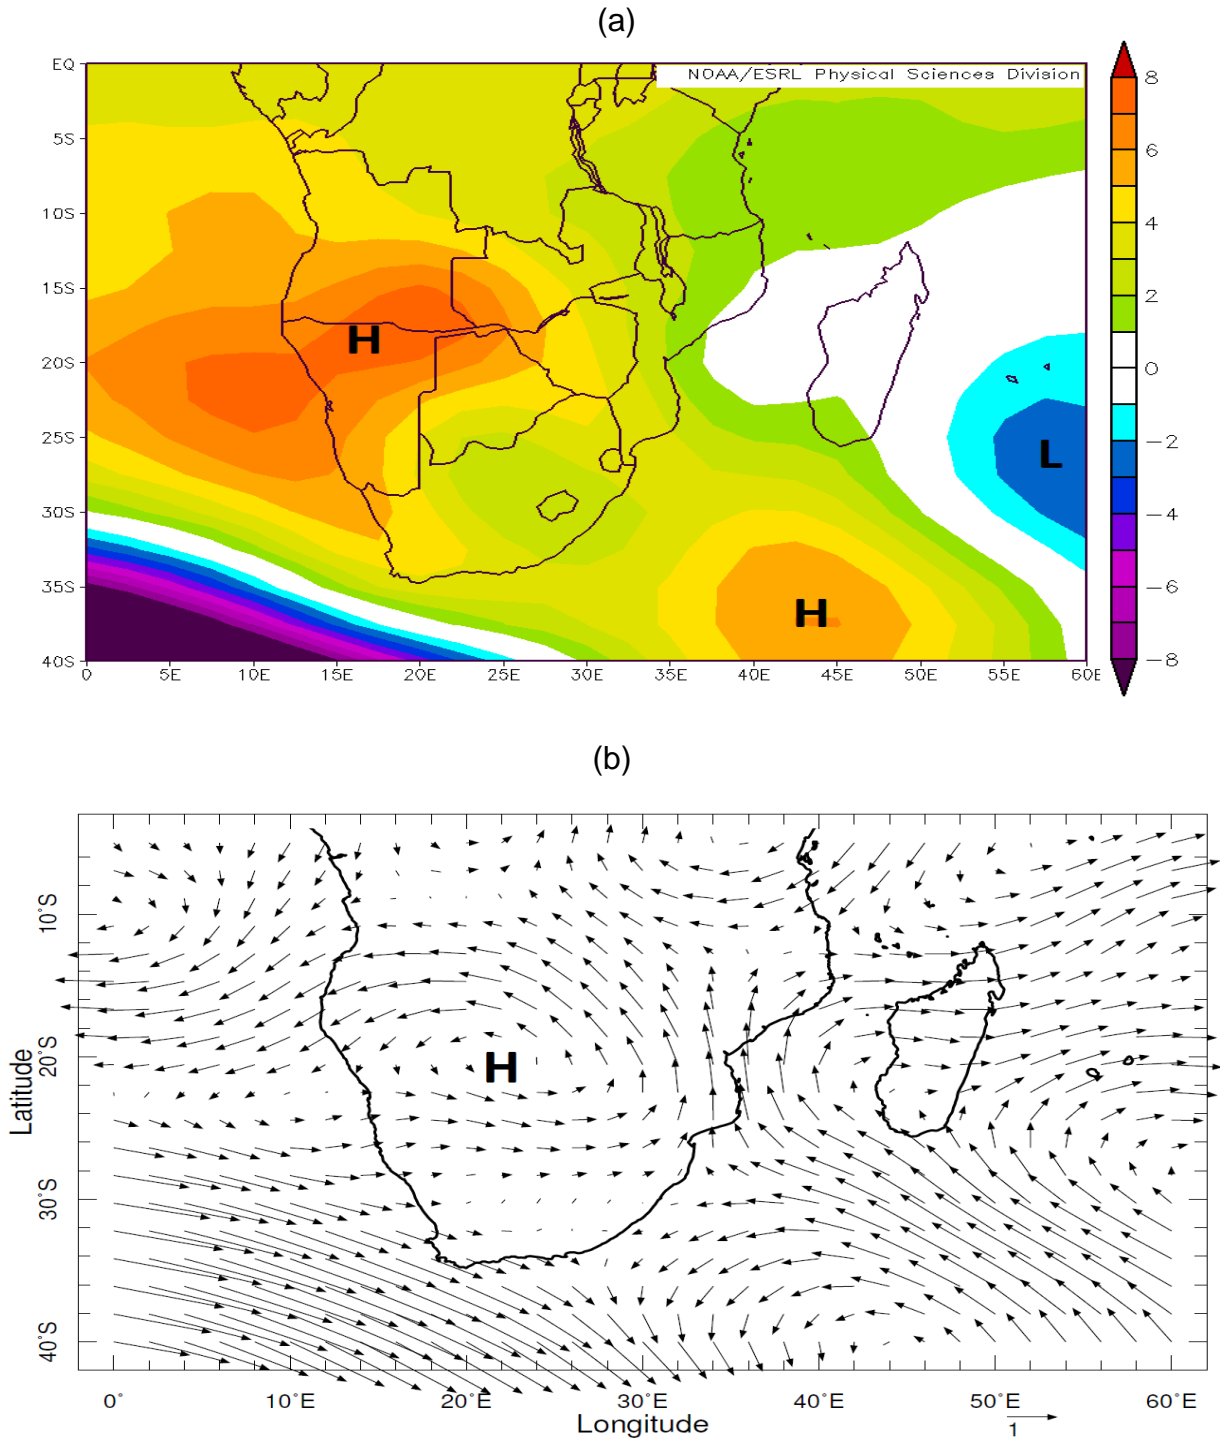 (a)
NOAA/ESRL Physical Sciences Division
EQ
5S
10S
15S
20S
25S
30S
35S
40S
0 5E 10E 15E 20E 25E 30E 35E 40E 45E 50E 55E 60E
H
L
H
8
6
4
2
0
−2
−4
−6
−8
(b)
Latitude
10°S
20°S
30°S
40°S
H
0° 10°E 20°E 30°E 40°E 50°E 60°E
Longitude
1